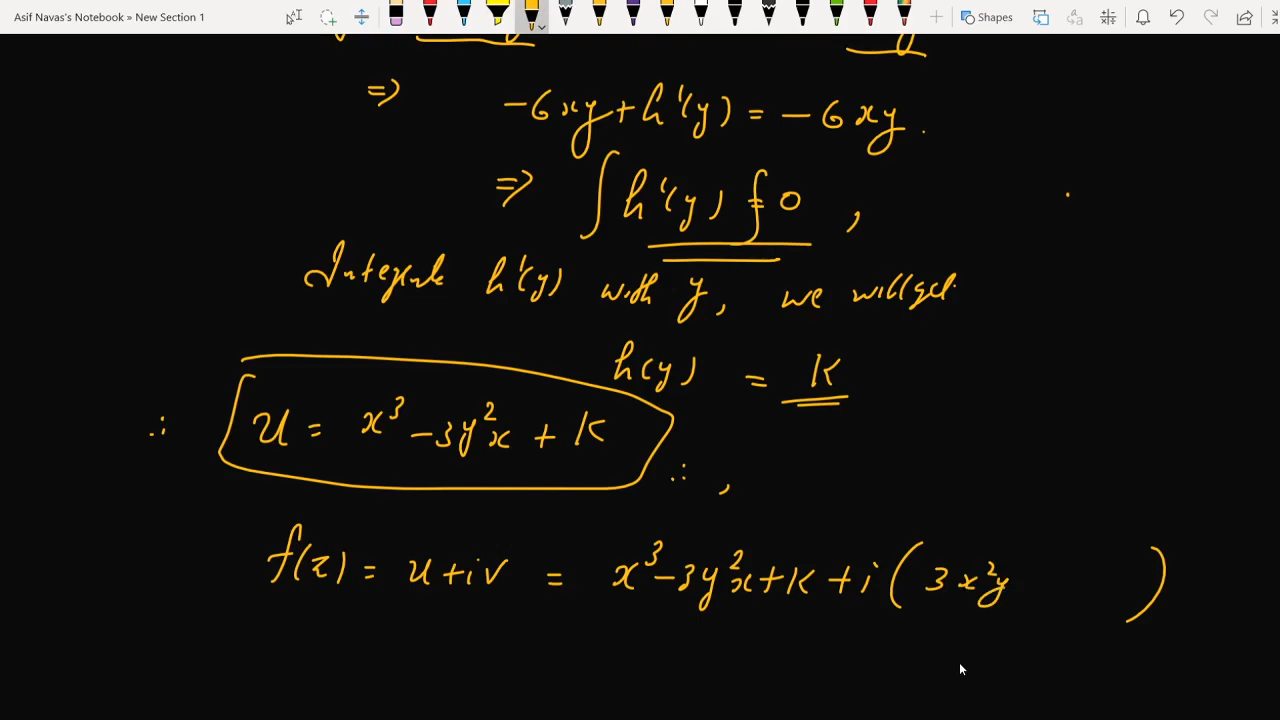 Asif Navas's Notebook » New Section 1
Shapes
=> -6xy + h'(y) = -6xy.
=> ∫ h'(y) ∫= 0 ,
Integrate h'(y) with y, we will get
h(y) = K
∴ u = x³ - 3y²x + K ∴ ,
f(z) = u + iv = x³ - 3y²x + K + i ( 3x²y )